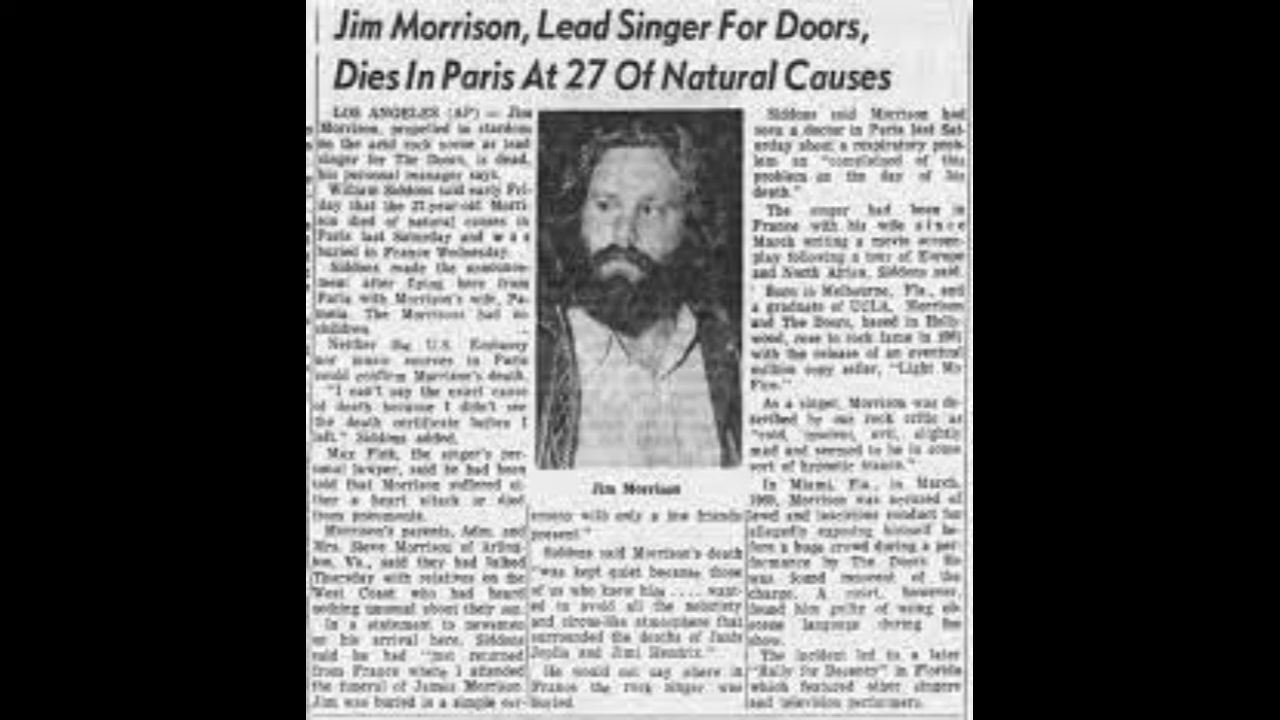 Jim Morrison, Lead Singer For Doors,
Dies In Paris At 27 Of Natural Causes
LOS ANGELES (AP) — Jim
Morrison, propelled to stardom
on the acid rock scene as lead
singer for The Doors, is dead,
his personal manager says.
William Siddons said early Fri-
day that the 27-year-old Morri-
son died of natural causes in
Paris last Saturday and was
buried in France Wednesday.
Siddons made the announce-
ment after flying here from
Paris with Morrison's wife, Pa-
mela. The Morrisons had no
children.
Neither the U.S. Embassy
nor music sources in Paris
could confirm Morrison's death.
"I can't say the exact cause
of death because I didn't see
the death certificate before I
left," Siddons added.
Max Fink, the singer's per-
sonal lawyer, said he had been
told that Morrison suffered ei-
ther a heart attack or died
from pneumonia.
Morrison's parents, Adm. and
Mrs. Steve Morrison of Arling-
ton, Va., said they had talked
Thursday with relatives on the
West Coast who had heard
nothing unusual about their son.
In a statement to newsmen
on his arrival here, Siddons
said he had "just returned
from France where I attended
the funeral of James Morrison.
Jim was buried in a simple cer-
Jim Morrison
emony with only a few friends
present."
Siddons said Morrison's death
"was kept quiet because those
of us who knew him .... want-
ed to avoid all the notoriety
and circus-like atmosphere that
surrounded the deaths of Janis
Joplin and Jimi Hendrix."
He would not say where in
France the rock singer was
buried.
Siddons said Morrison had
seen a doctor in Paris last Sat-
urday about a respiratory prob-
lem "complained of this
problem on the day of his
death."
The singer had been in
France with his wife since
March writing a movie screen-
play following a tour of Europe
and North Africa, Siddons said.
Born in Melbourne, Fla., and
a graduate of UCLA, Morrison
and The Doors, based in Holly-
wood, rose to rock fame in
with the release of an eventual
million copy seller, "Light My
Fire."
As a singer, Morrison was de-
scribed by one rock critic as
evil, slightly
mad and seemed to be in some
sort of hypnotic trance."
In Miami, Fla., in March,
1969, Morrison was accused of
lewd and lascivious conduct for
allegedly exposing himself be-
fore a huge crowd during a per-
formance by The Doors. He
was found innocent of the
charge. A court, however,
found him guilty of using ob-
scene language during the
show.
The incident led to a later
"Rally for Decency" in Florida
which featured other singers
and television performers.